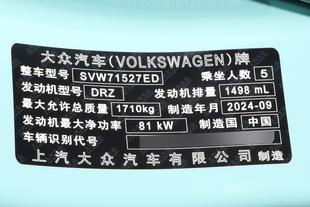 大众汽车(VOLKSWAGEN)牌
整车型号 SVW71527ED 乘坐人数 5
发动机型号 DRZ 发动机排量 1498 mL
最大允许总质量 1710kg 制造年月 2024-09
发动机最大净功率 81 kW 制造国 中国
车辆识别代号
上汽大众汽车有限公司 制造